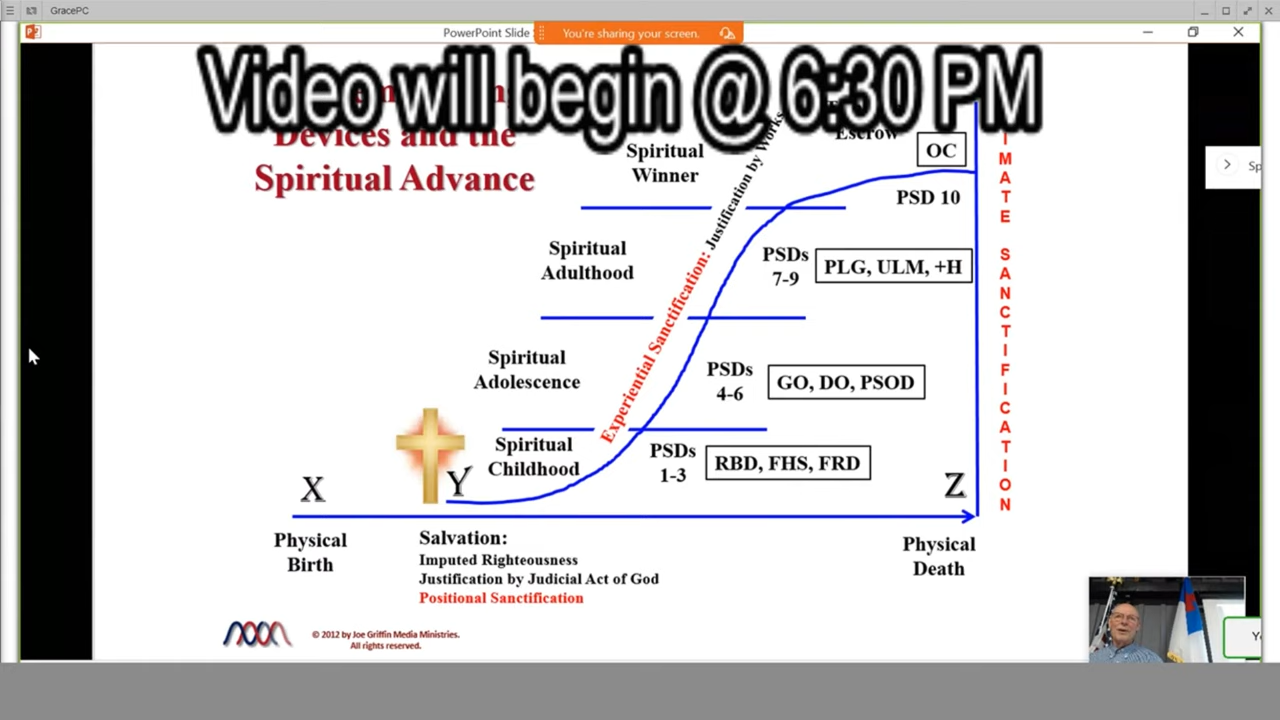 GracePC
PowerPoint Slide
You're sharing your screen.
Video will begin @ 6:30 PM
Devices and the
Spiritual Advance
Escrow
OC
Spiritual
Winner
PSD 10
Experiential Sanctification: Justification by Works
Spiritual
Adulthood
PSDs
7-9
PLG, ULM, +H
Spiritual
Adolescence
PSDs
4-6
GO, DO, PSOD
Spiritual
Childhood
PSDs
1-3
RBD, FHS, FRD
X
Y
Z
IMATE SANCTIFICATION
Physical
Birth
Salvation:
Imputed Righteousness
Justification by Judicial Act of God
Positional Sanctification
Physical
Death
© 2012 by Joe Griffin Media Ministries.
All rights reserved.
Sp